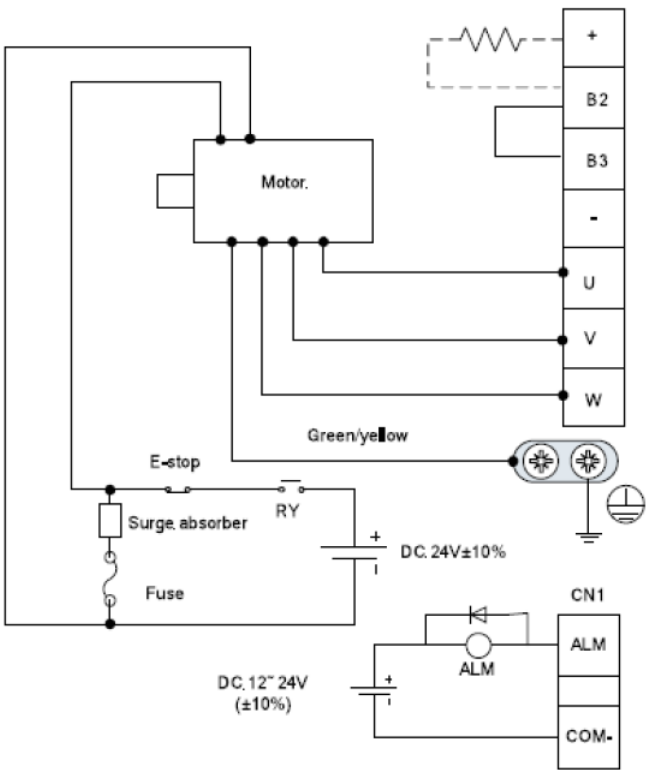 +
B2
Motor.
B3
-
U
V
W
Green/yellow
E-stop
RY
Surge absorber
+
DC. 24V±10%
Fuse
CN1
ALM
ALM
DC. 12~ 24V
(±10%)
+
COM-